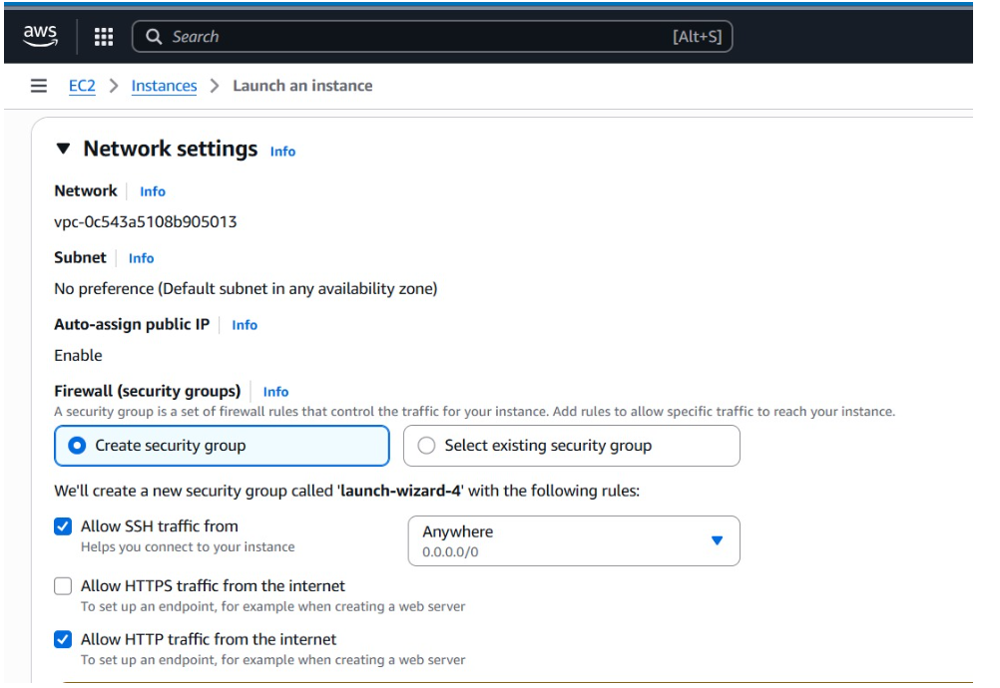 aws
Search [Alt+S]
EC2 > Instances > Launch an instance
Network settings Info
Network Info
vpc-0c543a5108b905013
Subnet Info
No preference (Default subnet in any availability zone)
Auto-assign public IP Info
Enable
Firewall (security groups) Info
A security group is a set of firewall rules that control the traffic for your instance. Add rules to allow specific traffic to reach your instance.
Create security group Select existing security group
We'll create a new security group called 'launch-wizard-4' with the following rules:
Allow SSH traffic from Anywhere
Helps you connect to your instance 0.0.0.0/0
Allow HTTPS traffic from the internet
To set up an endpoint, for example when creating a web server
Allow HTTP traffic from the internet
To set up an endpoint, for example when creating a web server